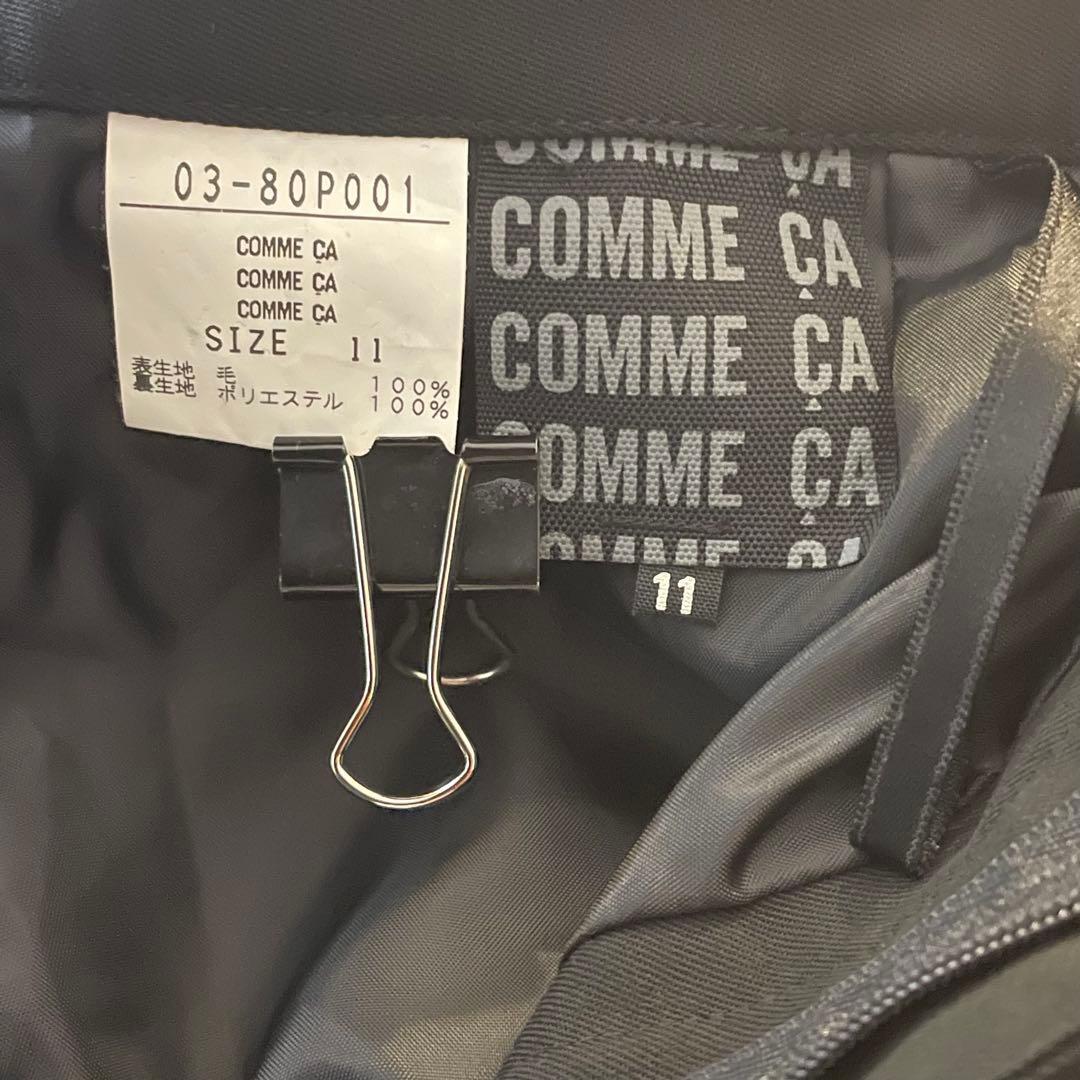 03-80P001
COMME ÇA
COMME ÇA
COMME ÇA
SIZE 11
表生地 毛 100%
裏生地 ポリエステル 100%
COMME ÇA
COMME ÇA
COMME ÇA
COMME ÇA
COMME ÇA
11